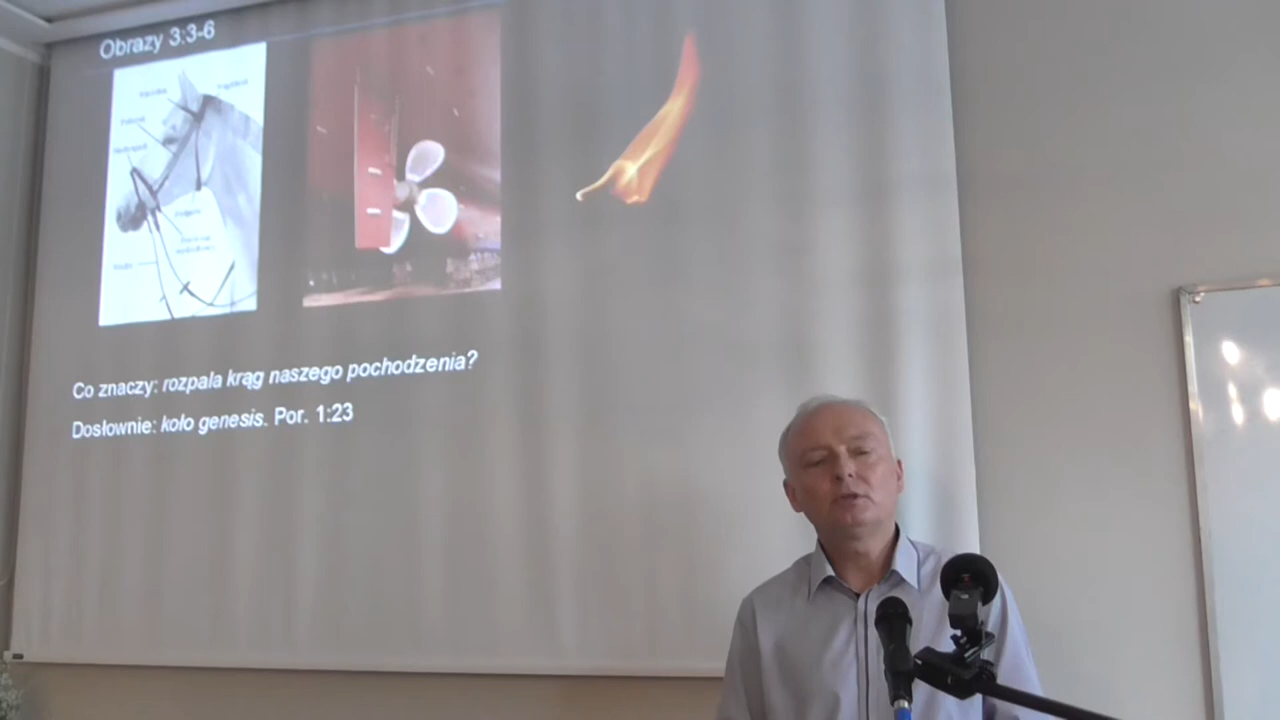 Obrazy 3:3-6
Co znaczy: rozpala krąg naszego pochodzenia?
Dosłownie: koło genesis. Por. 1:23